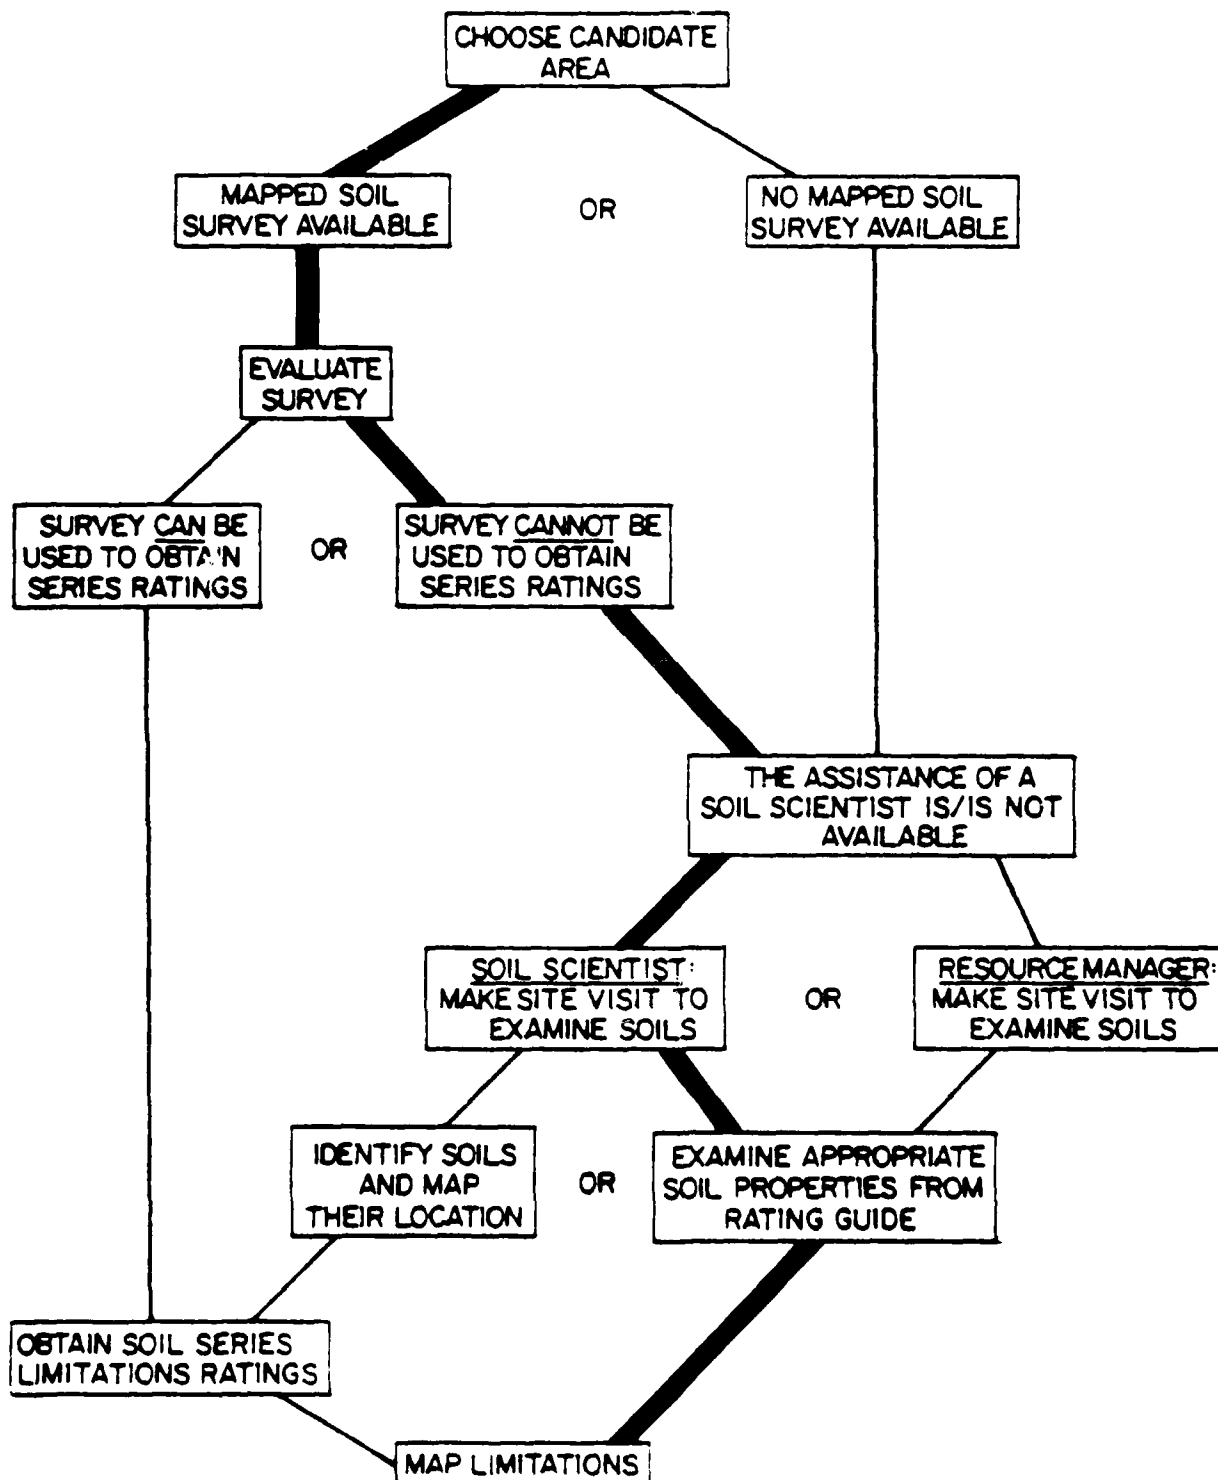 CHOOSE CANDIDATE
AREA
MAPPED SOIL
SURVEY AVAILABLE
OR
NO MAPPED SOIL
SURVEY AVAILABLE
EVALUATE
SURVEY
SURVEY CAN BE
USED TO OBTAIN
SERIES RATINGS
OR
SURVEY CANNOT BE
USED TO OBTAIN
SERIES RATINGS
THE ASSISTANCE OF A
SOIL SCIENTIST IS/IS NOT
AVAILABLE
SOIL SCIENTIST:
MAKE SITE VISIT TO
EXAMINE SOILS
OR
RESOURCE MANAGER:
MAKE SITE VISIT TO
EXAMINE SOILS
IDENTIFY SOILS
AND MAP
THEIR LOCATION
OR
EXAMINE APPROPRIATE
SOIL PROPERTIES FROM
RATING GUIDE
OBTAIN SOIL SERIES
LIMITATIONS RATINGS
MAP LIMITATIONS